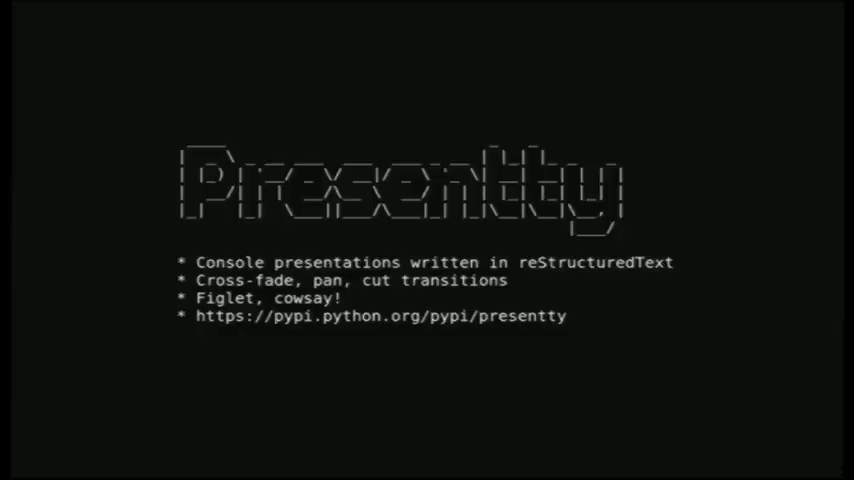 Presentty
* Console presentations written in reStructuredText
* Cross-fade, pan, cut transitions
* Figlet, cowsay!
* https://pypi.python.org/pypi/presentty